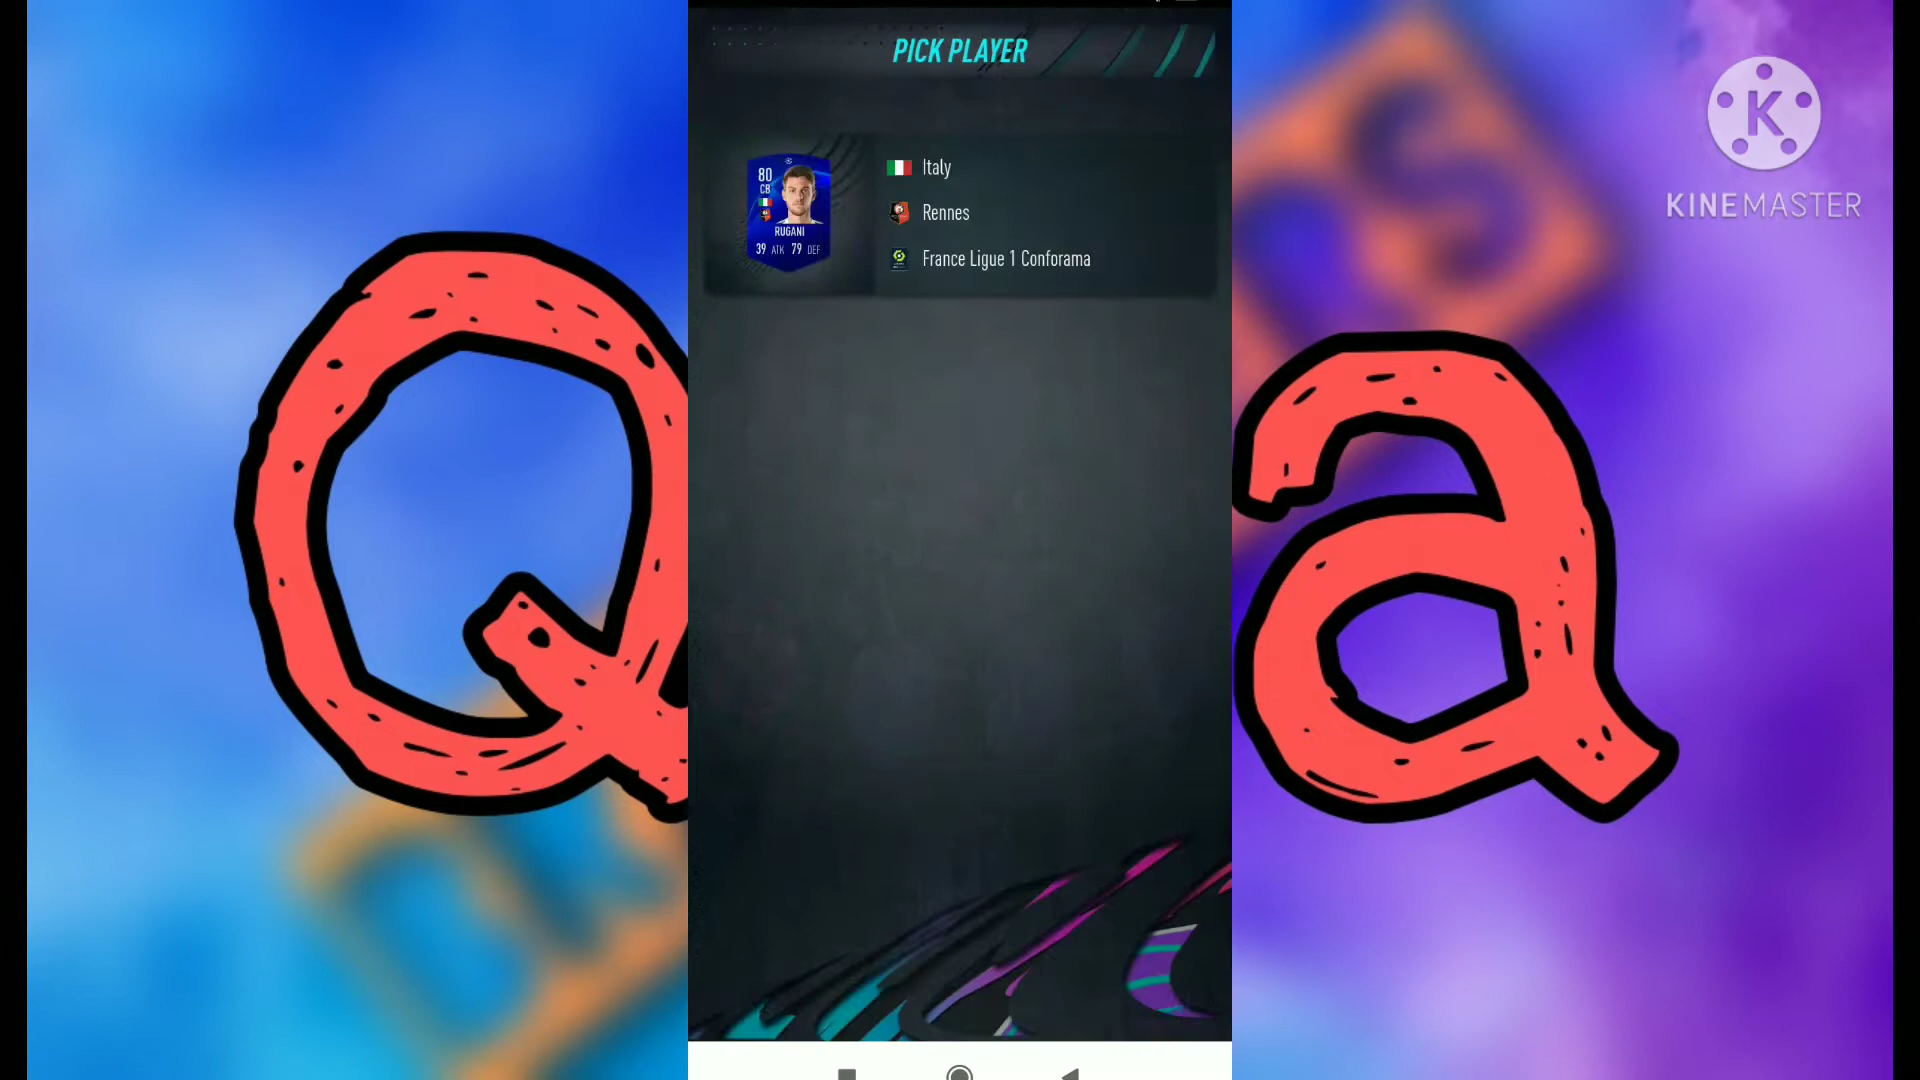 PICK PLAYER
80
CB
RUGANI
39 ATK 79 DEF
Italy
Rennes
France Ligue 1 Conforama
Q
a
K
KINEMASTER